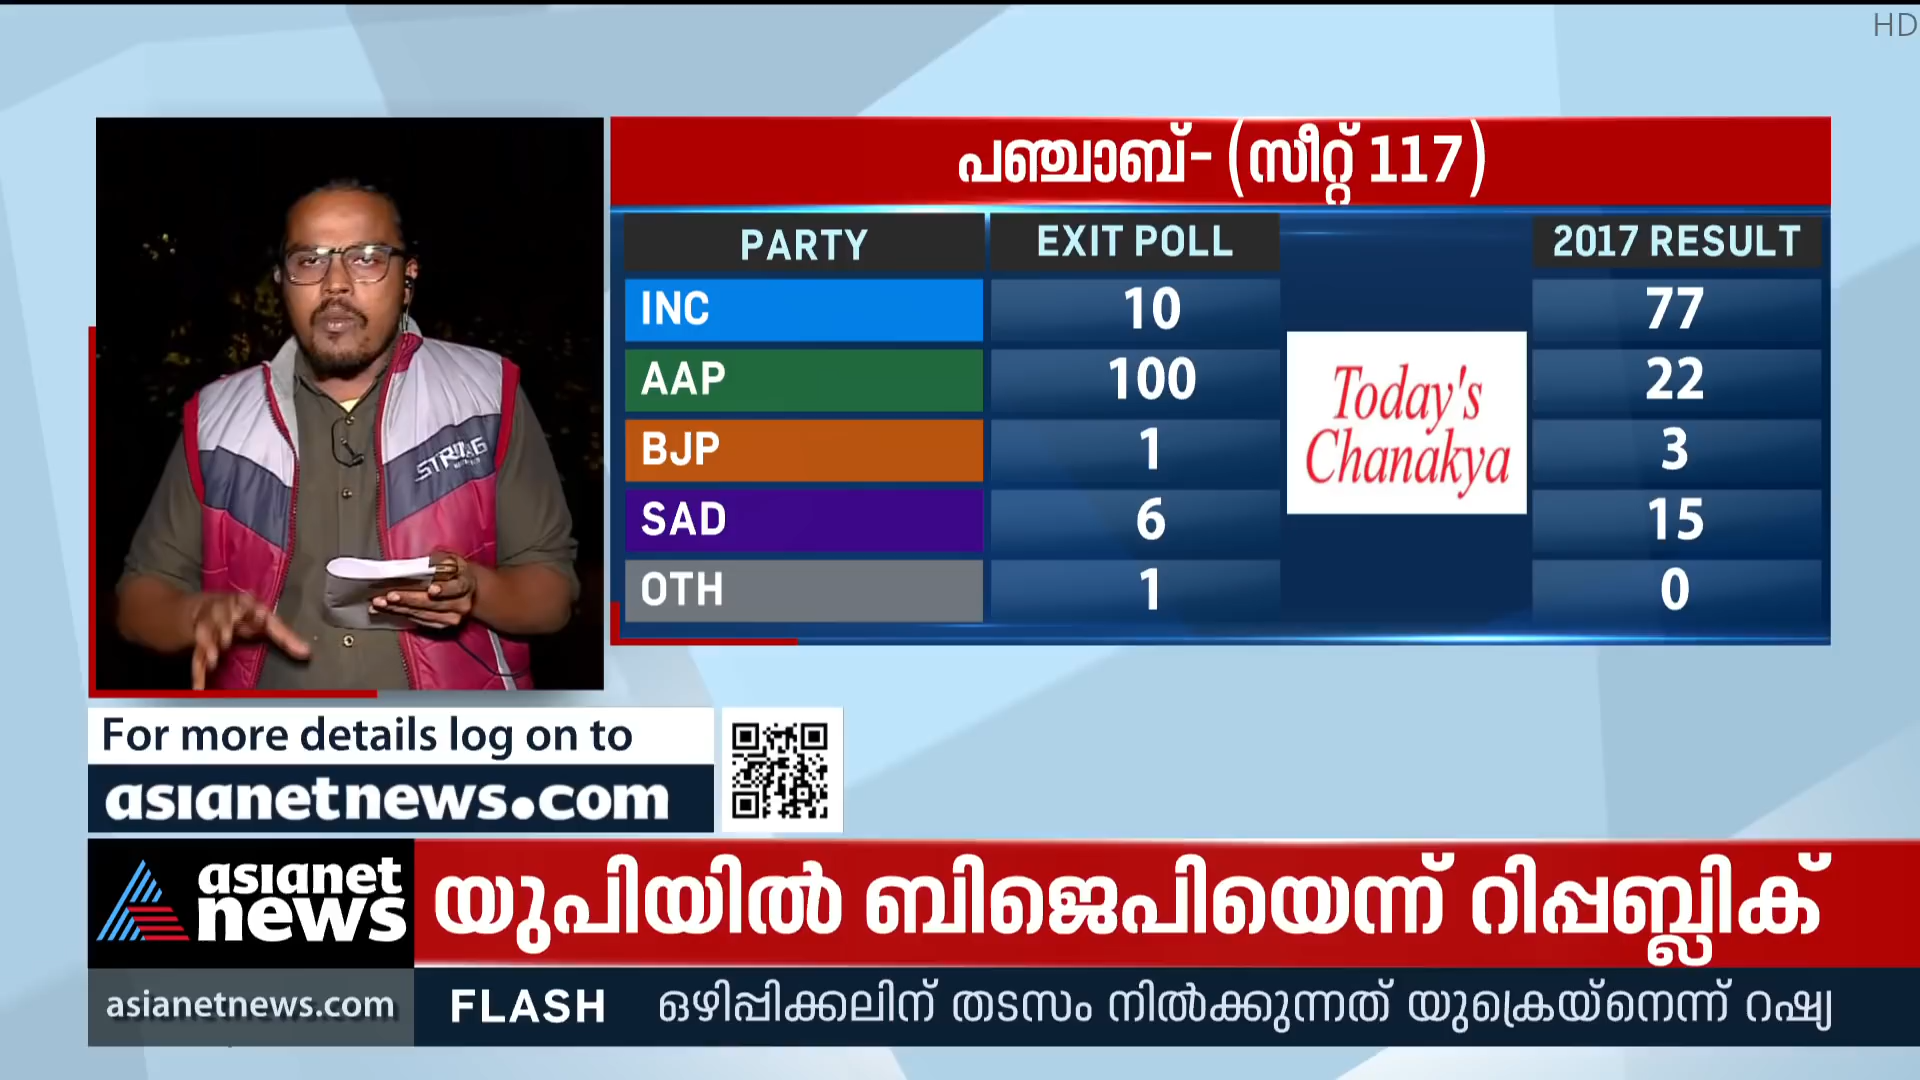 HD
പഞ്ചാബ്- (സീറ്റ് 117)
PARTY EXIT POLL 2017 RESULT
INC 10 77
AAP 100 22
BJP 1 3
SAD 6 15
OTH 1 0
Today's
Chanakya
STRONG
For more details log on to
asianetnews.com
asianet
news
യുപിയിൽ ബിജെപിയെന്ന് റിപ്പബ്ലിക്
asianetnews.com
FLASH ഒഴിപ്പിക്കലിന് തടസം നിൽക്കുന്നത് യുക്രെയ്നെന്ന് റഷ്യ